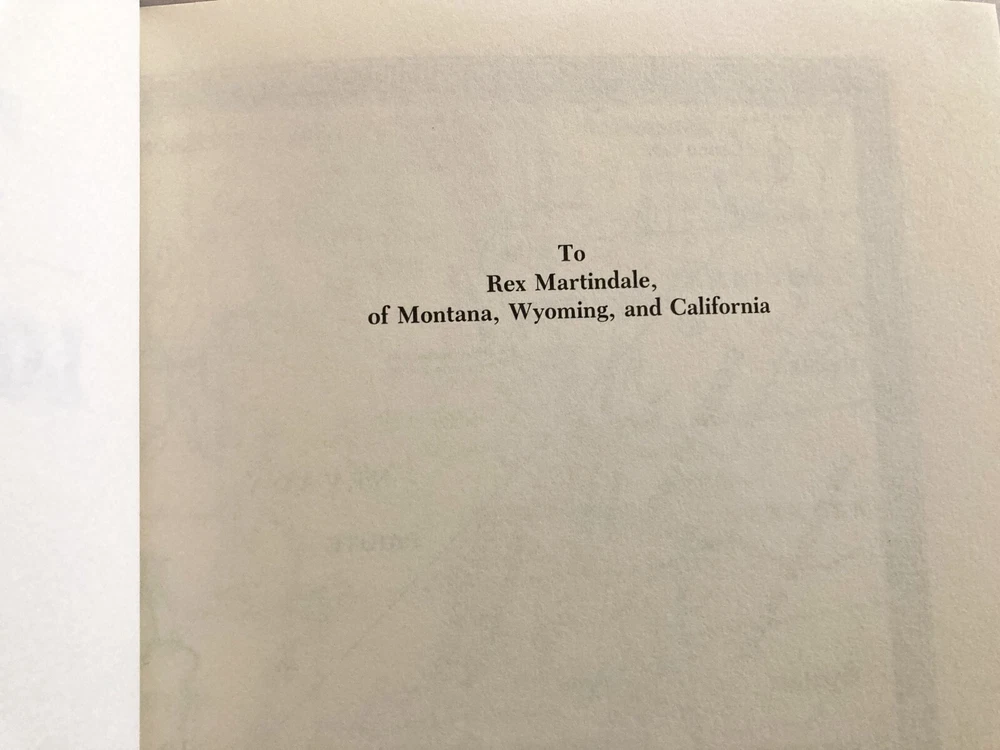 To
Rex Martindale,
of Montana, Wyoming, and California